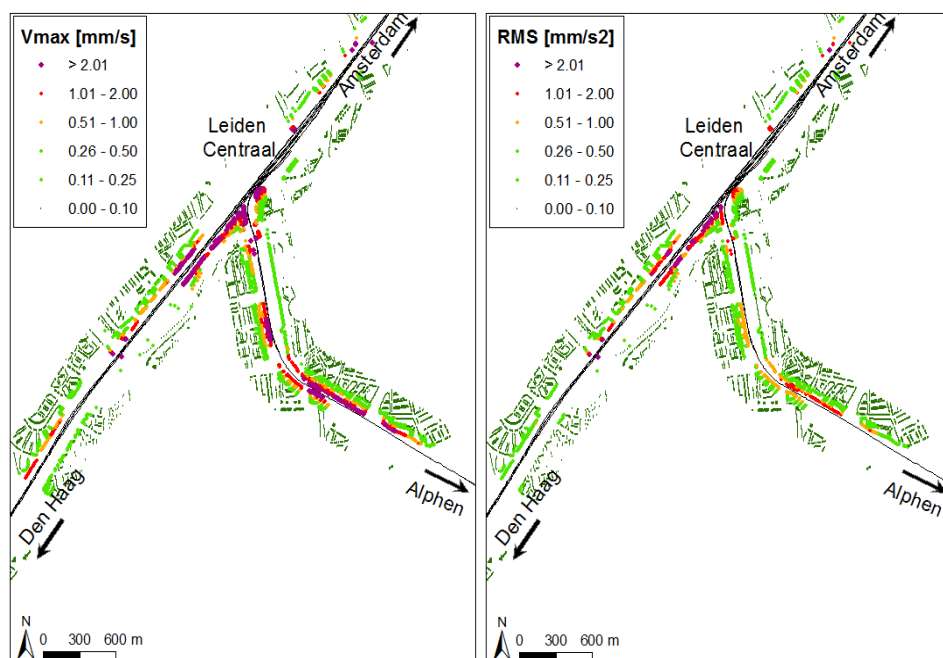 Vmax [mm/s]
> 2.01
1.01 - 2.00
0.51 - 1.00
0.26 - 0.50
0.11 - 0.25
0.00 - 0.10
Amsterdam
Leiden
Centraal
Alphen
Den Haag
N
0 300 600 m
RMS [mm/s2]
> 2.01
1.01 - 2.00
0.51 - 1.00
0.26 - 0.50
0.11 - 0.25
0.00 - 0.10
Amsterdam
Leiden
Centraal
Alphen
Den Haag
N
0 300 600 m